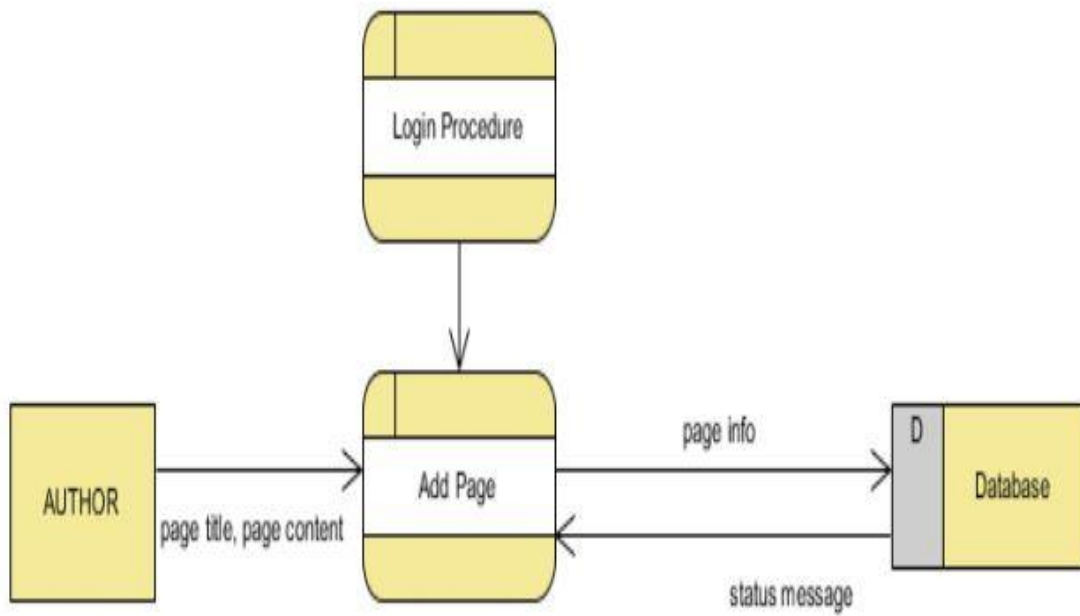 Login Procedure
AUTHOR
page title, page content
Add Page
page info
status message
D
Database